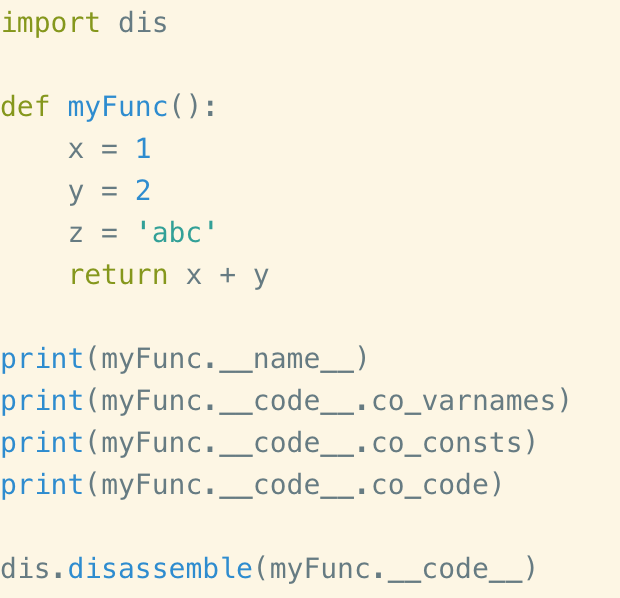 import dis
def myFunc():
    x = 1
    y = 2
    z = 'abc'
    return x + y
print(myFunc.__name__)
print(myFunc.__code__.co_varnames)
print(myFunc.__code__.co_consts)
print(myFunc.__code__.co_code)
dis.disassemble(myFunc.__code__)